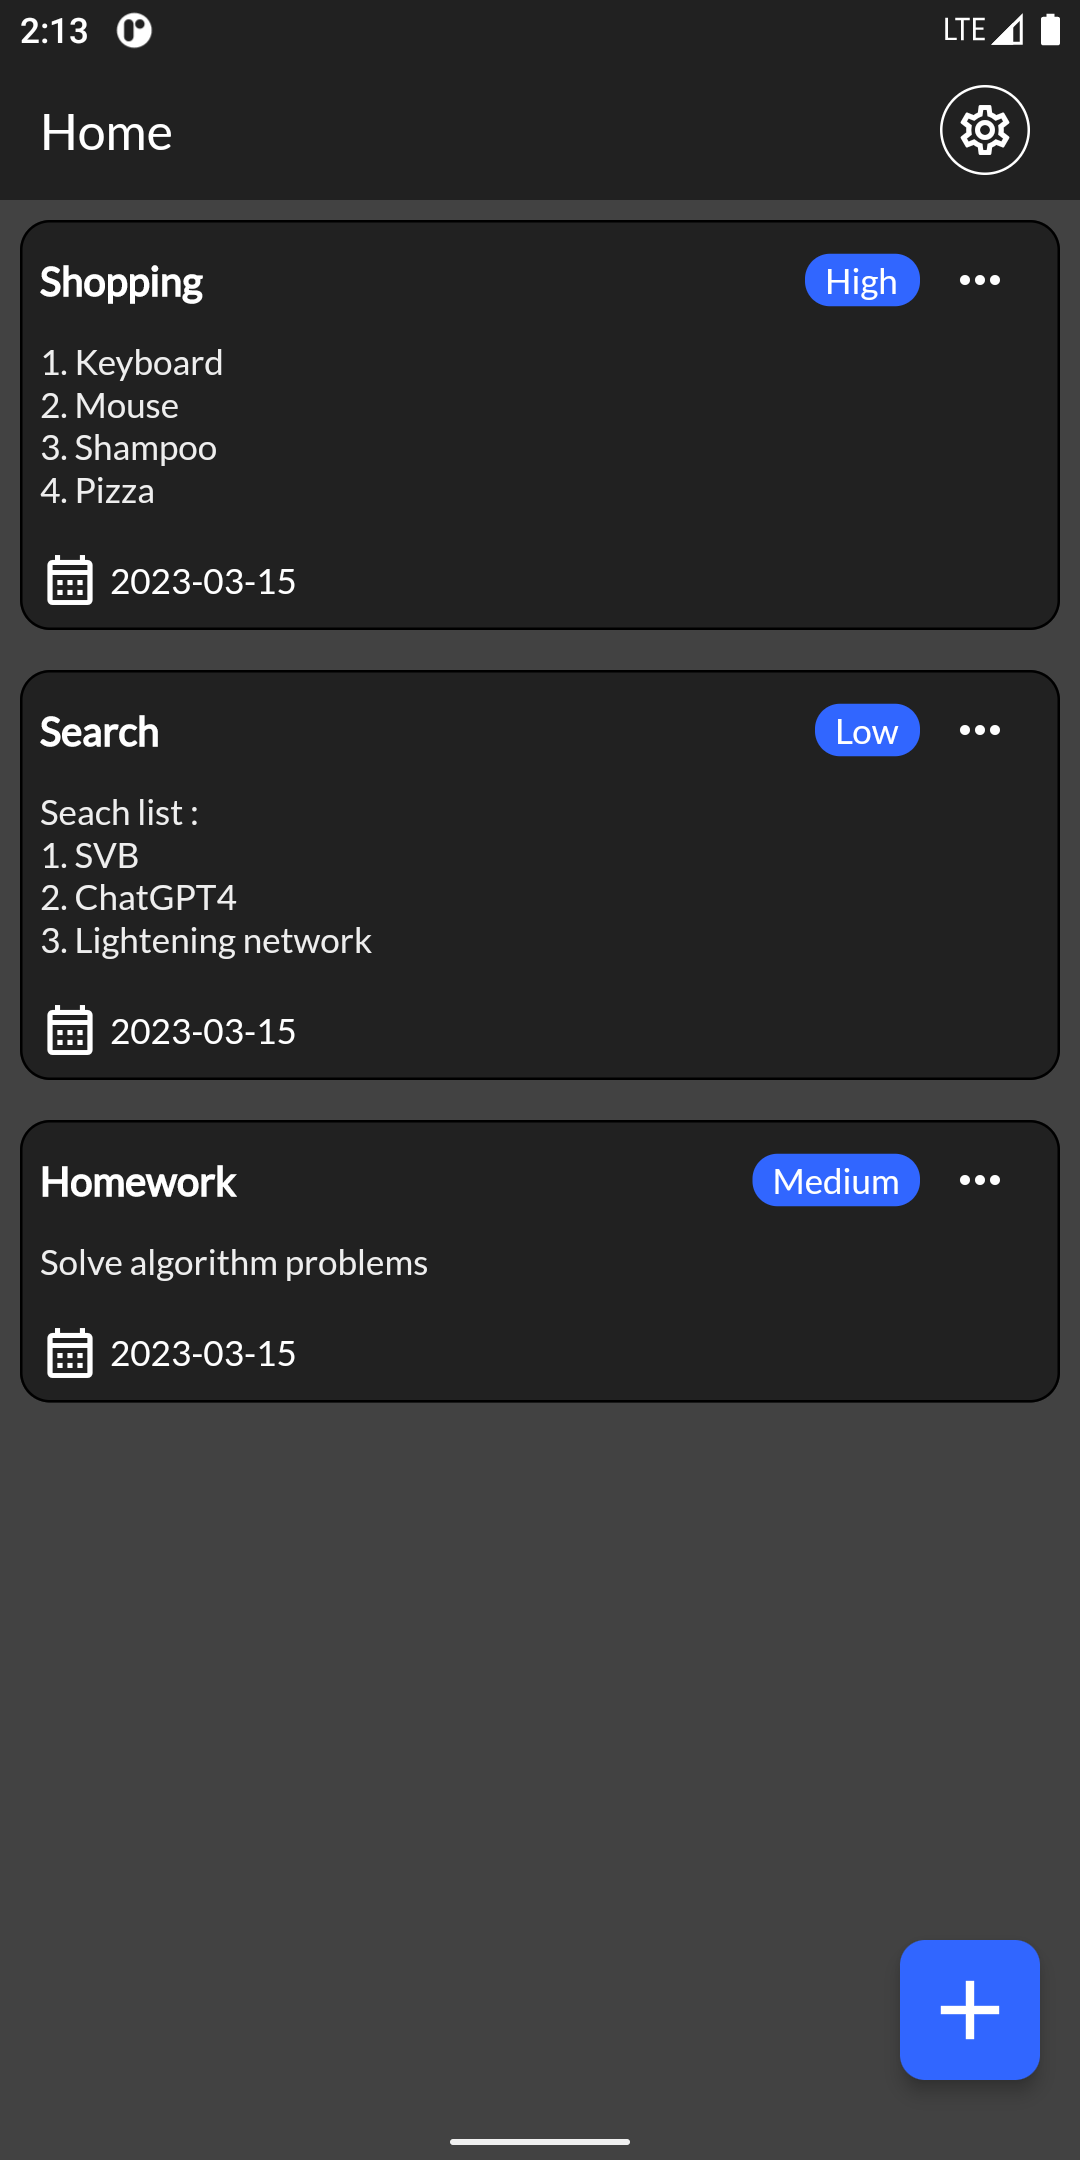 2:13
LTE
Home
Shopping
High
1. Keyboard
2. Mouse
3. Shampoo
4. Pizza
2023-03-15
Search
Low
Seach list :
1. SVB
2. ChatGPT4
3. Lightening network
2023-03-15
Homework
Medium
Solve algorithm problems
2023-03-15